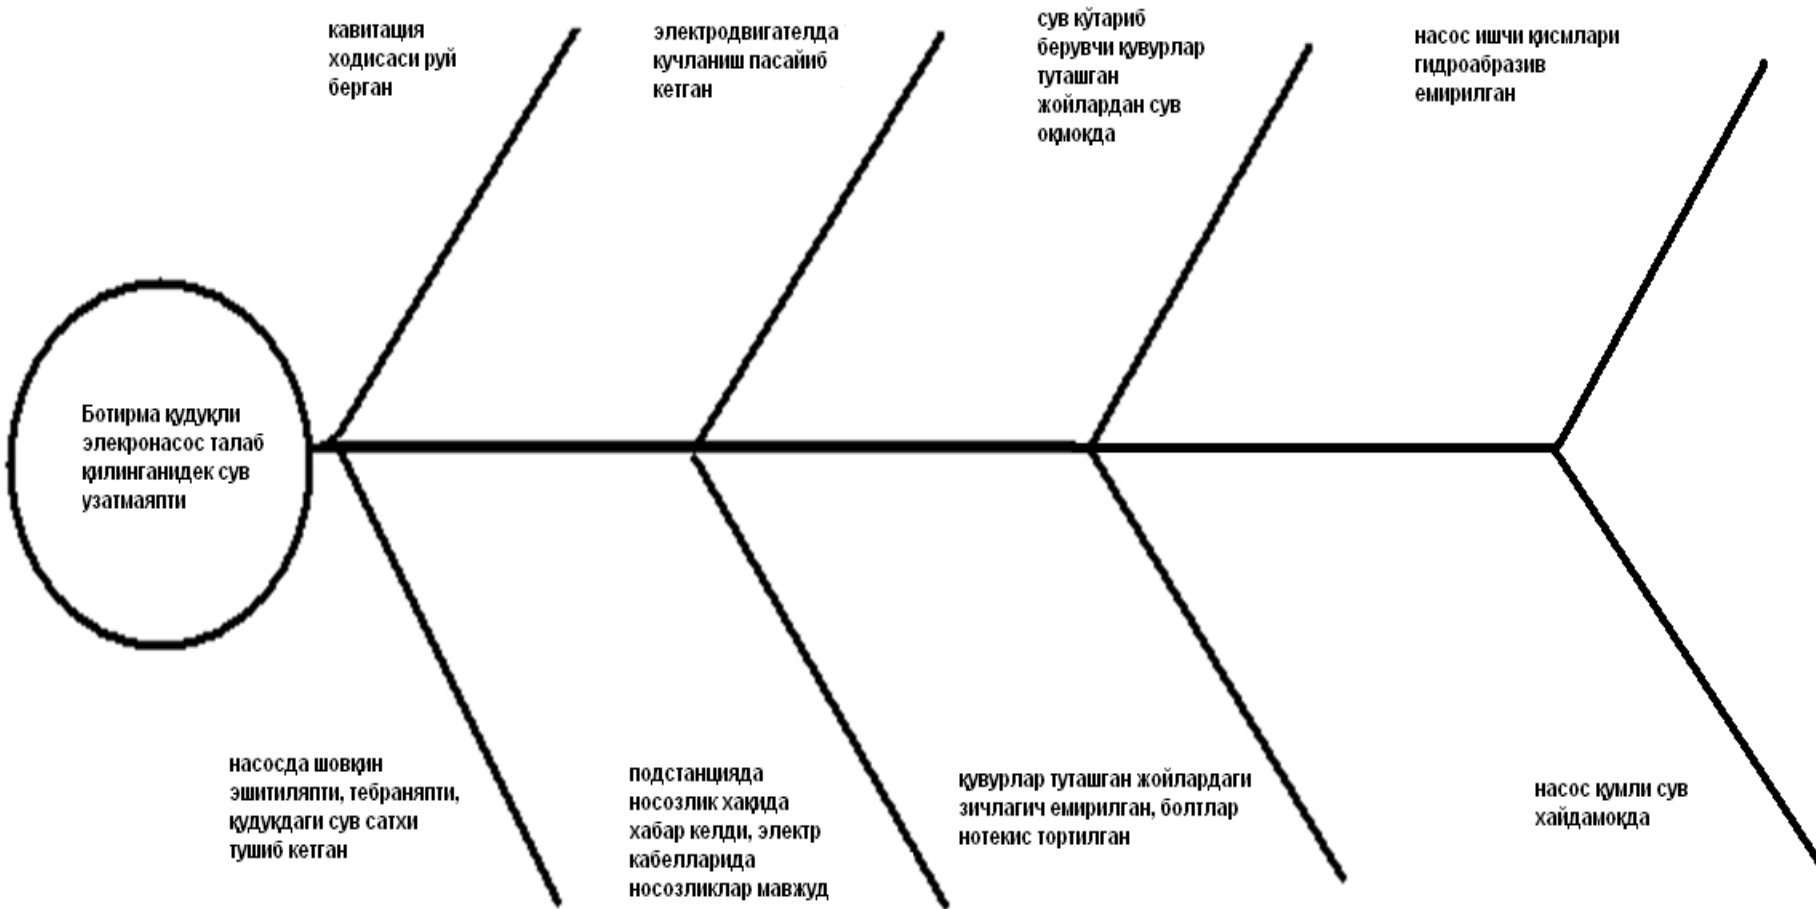 кавитация
ходисаси руй
берган
электродвигателда
кучланиш пасайиб
кетган
сув кўтариб
берувчи қувурлар
туташган
жойлардан сув
оқмоқда
насос ишчи қисмлари
гидроабразив
емирилган
Ботирма қудуқли
элекронасос талаб
қилинганидек сув
узатмаяпти
насосда шовқин
эшитиляпти, тебраняпти,
қудуқдаги сув сатхи
тушиб кетган
подстанцияда
носозлик хақида
хабар келди, электр
кабелларида
носозликлар мавжуд
қувурлар туташган жойлардаги
зичлагич емирилган, болтлар
нотекис тортилган
насос қумли сув
хайдамоқда